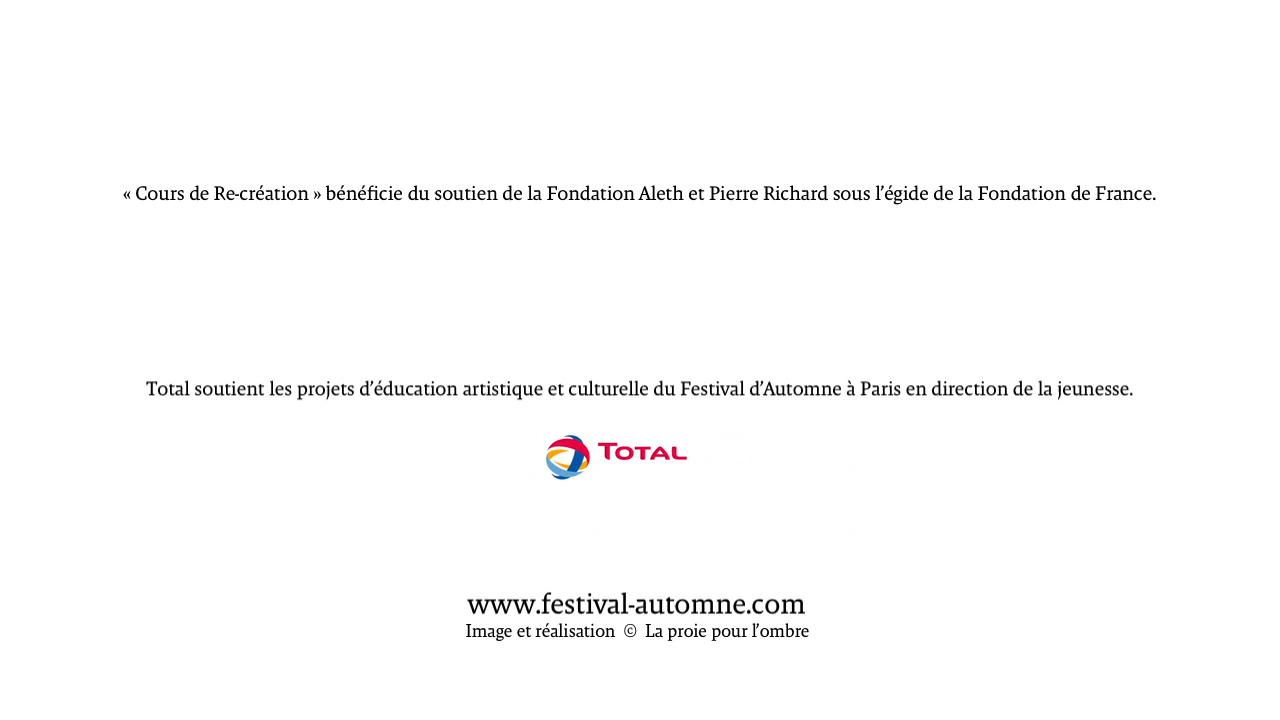 « Cours de Re-création » bénéficie du soutien de la Fondation Aleth et Pierre Richard sous l’égide de la Fondation de France.
Total soutient les projets d’éducation artistique et culturelle du Festival d’Automne à Paris en direction de la jeunesse.
TOTAL
www.festival-automne.com
Image et réalisation © La proie pour l’ombre